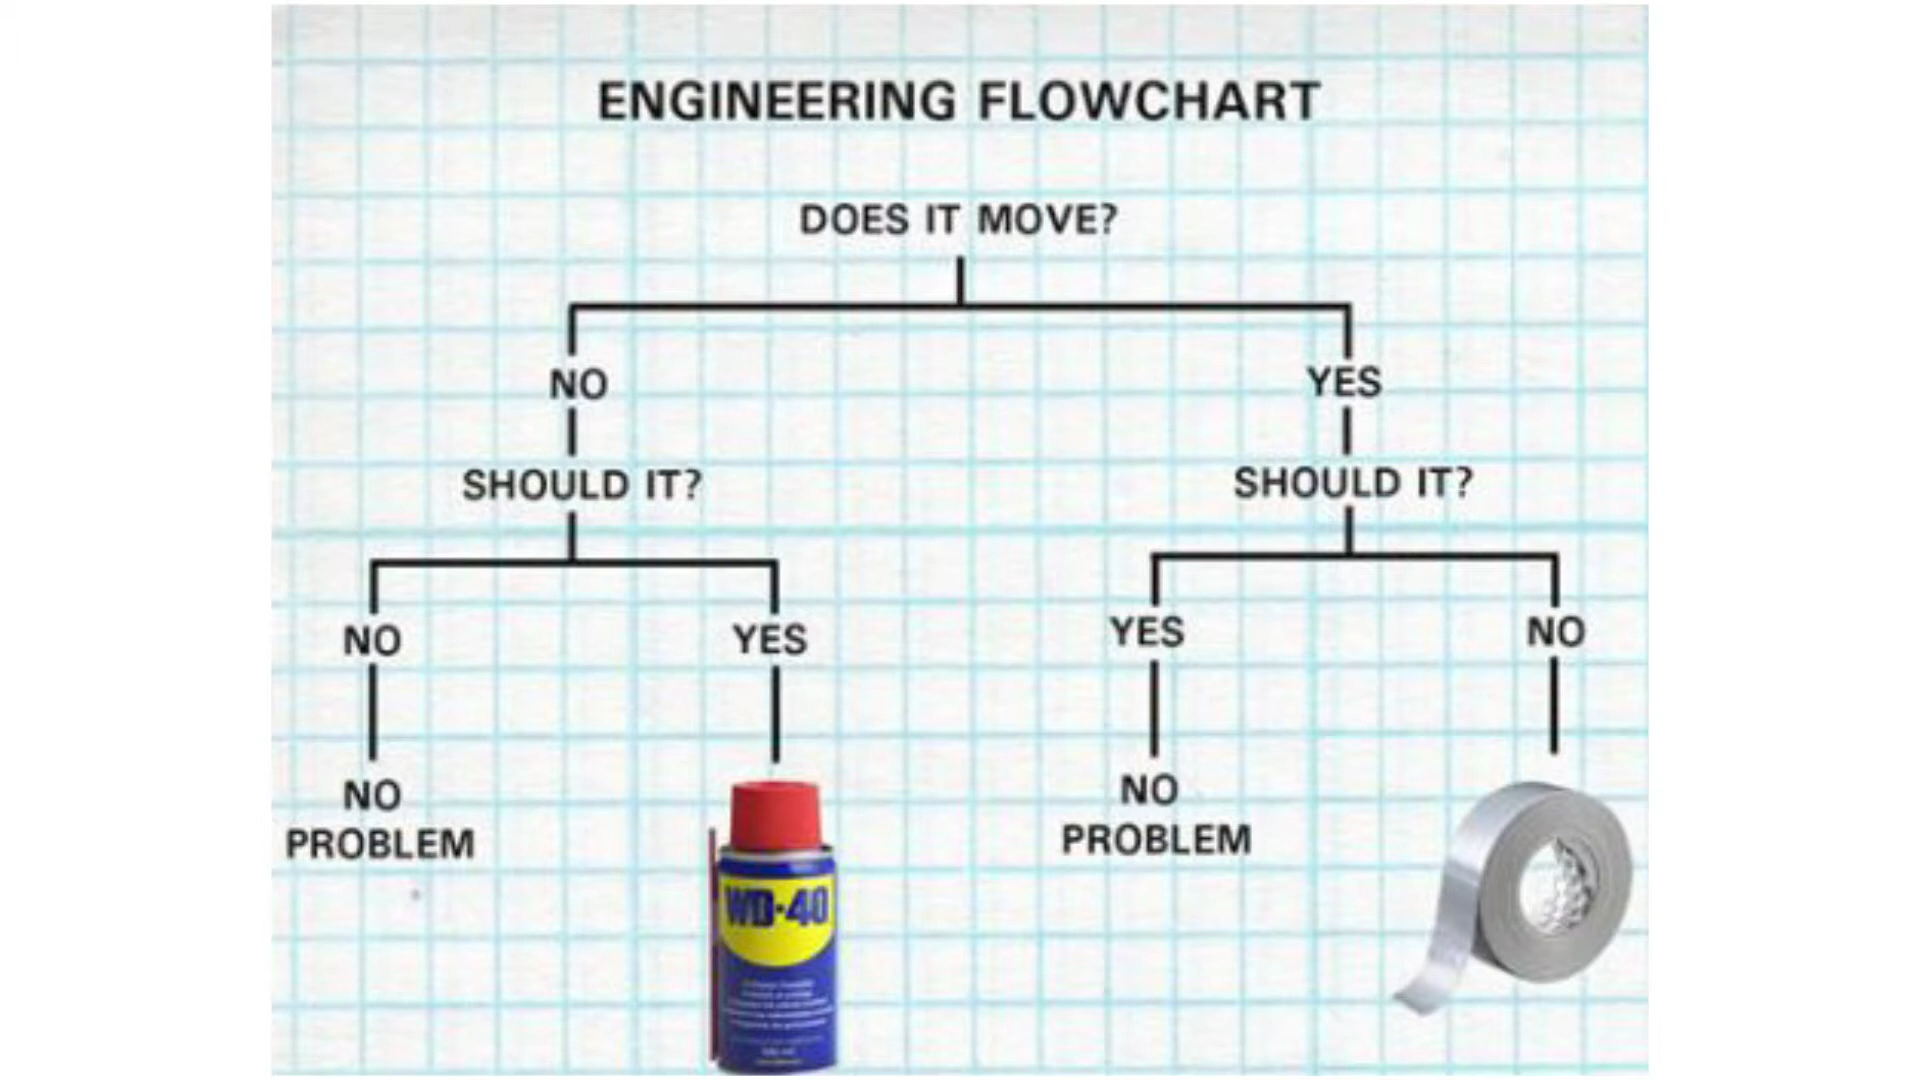 ENGINEERING FLOWCHART
DOES IT MOVE?
NO
YES
SHOULD IT?
SHOULD IT?
NO
YES
YES
NO
NO
PROBLEM
NO
PROBLEM
WD-40